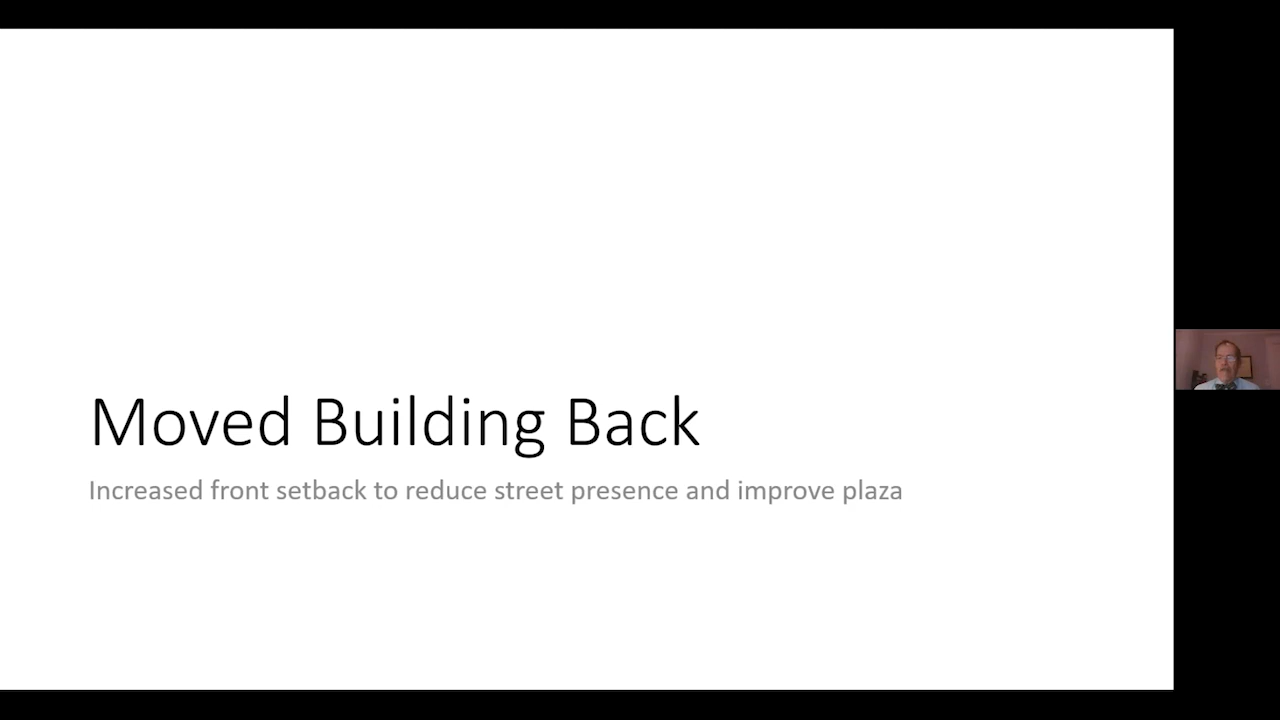 Moved Building Back
Increased front setback to reduce street presence and improve plaza